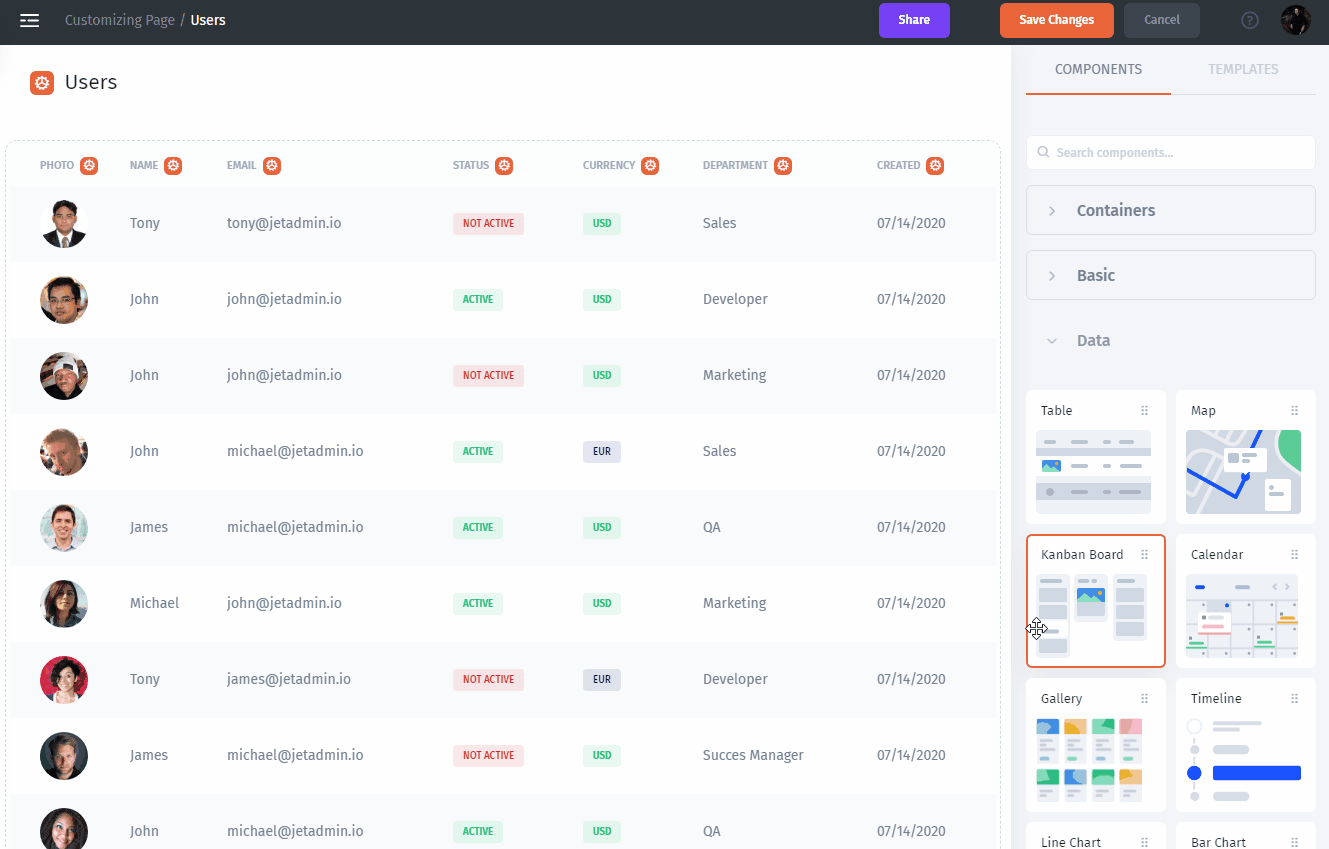 Customizing Page / Users
Share
Save Changes
Cancel
?
Users
PHOTO NAME EMAIL STATUS CURRENCY DEPARTMENT CREATED
Tony tony@jetadmin.io NOT ACTIVE USD Sales 07/14/2020
John john@jetadmin.io ACTIVE USD Developer 07/14/2020
John john@jetadmin.io NOT ACTIVE USD Marketing 07/14/2020
John michael@jetadmin.io ACTIVE EUR Sales 07/14/2020
James michael@jetadmin.io ACTIVE USD QA 07/14/2020
Michael john@jetadmin.io ACTIVE USD Marketing 07/14/2020
Tony james@jetadmin.io NOT ACTIVE EUR Developer 07/14/2020
James michael@jetadmin.io NOT ACTIVE USD Succes Manager 07/14/2020
John michael@jetadmin.io ACTIVE USD QA 07/14/2020
COMPONENTS TEMPLATES
Search components...
Containers
Basic
Data
Table Map
Kanban Board Calendar
Gallery Timeline
Line Chart Bar Chart